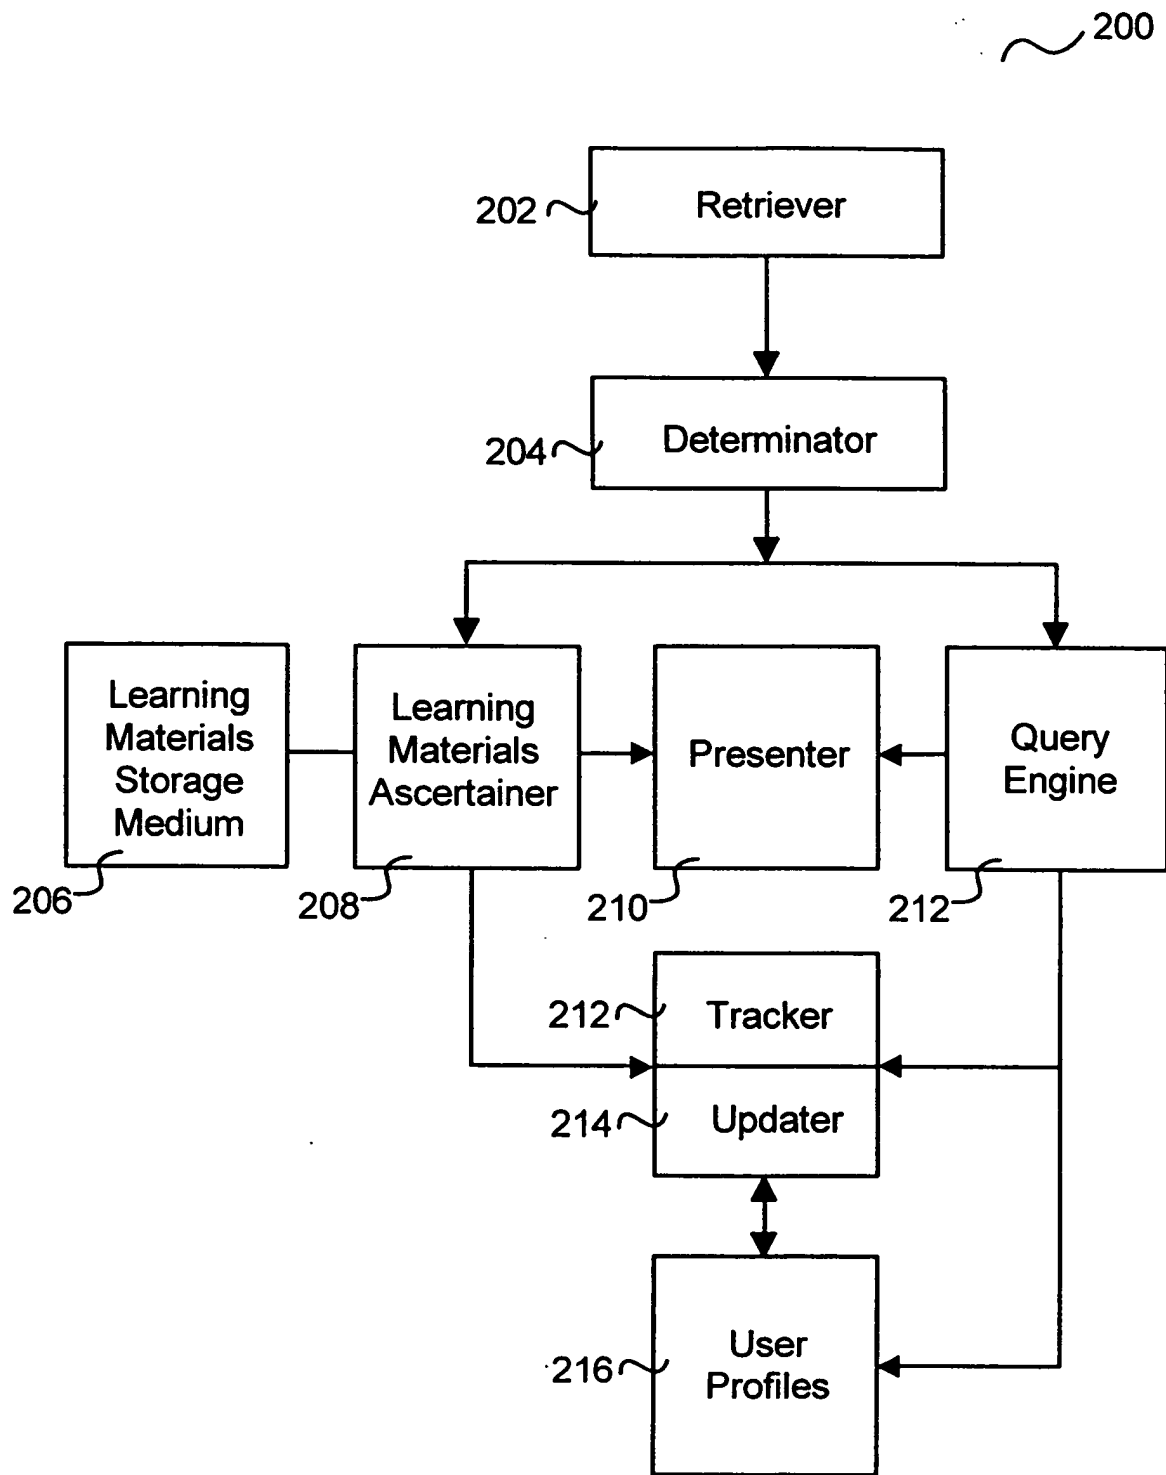 200
202
Retriever
204
Determinator
Learning
Materials
Storage
Medium
206
Learning
Materials
Ascertainer
208
Presenter
210
Query
Engine
212
212
Tracker
214
Updater
216
User
Profiles